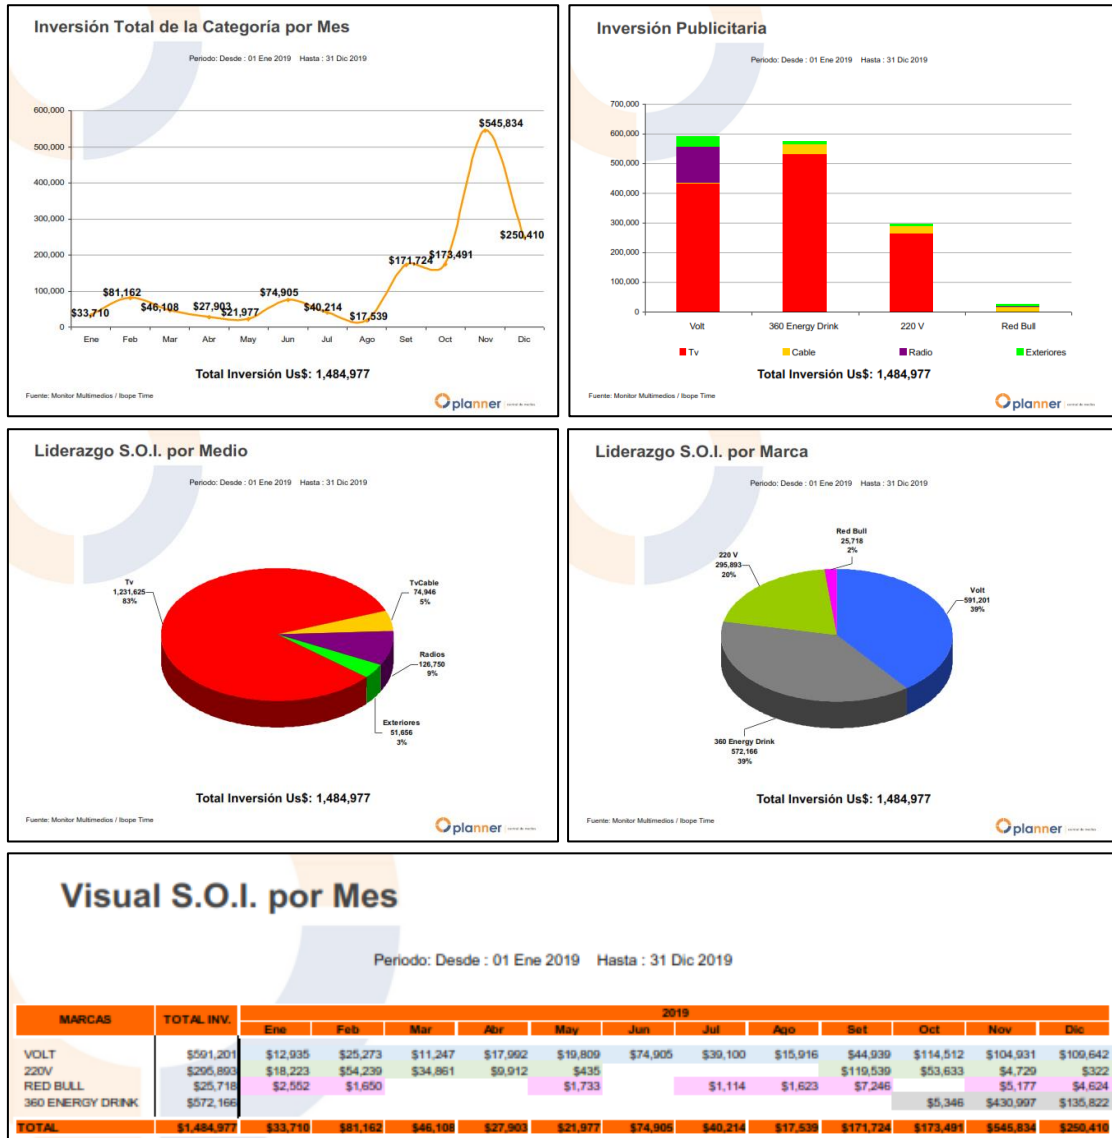 Inversión Total de la Categoría por Mes
Periodo: Desde : 01 Ene 2019 Hasta : 31 Dic 2019
600,000
500,000
400,000
300,000
200,000
100,000
0
$33,710
$81,162
$46,108
$27,903
$21,977
$74,905
$40,214
$17,539
$171,724
$173,491
$545,834
$250,410
Ene Feb Mar Abr May Jun Jul Ago Set Oct Nov Dic
Total Inversión Us$: 1,484,977
Fuente: Monitor Multimedios / Ibope Time
planner
Inversión Publicitaria
Periodo: Desde : 01 Ene 2019 Hasta : 31 Dic 2019
700,000
600,000
500,000
400,000
300,000
200,000
100,000
0
Volt 360 Energy Drink 220 V Red Bull
Tv Cable Radio Exteriores
Total Inversión Us$: 1,484,977
Fuente: Monitor Multimedios / Ibope Time
planner
Liderazgo S.O.I. por Medio
Periodo: Desde : 01 Ene 2019 Hasta : 31 Dic 2019
Tv
1,231,625
83%
TvCable
74,946
5%
Radios
126,750
9%
Exteriores
51,656
3%
Total Inversión Us$: 1,484,977
Fuente: Monitor Multimedios / Ibope Time
planner
Liderazgo S.O.I. por Marca
Periodo: Desde : 01 Ene 2019 Hasta : 31 Dic 2019
Red Bull
25,718
2%
220 V
295,893
20%
Volt
591,201
39%
360 Energy Drink
572,166
39%
Total Inversión Us$: 1,484,977
Fuente: Monitor Multimedios / Ibope Time
planner
Visual S.O.I. por Mes
Periodo: Desde : 01 Ene 2019 Hasta : 31 Dic 2019
MARCAS TOTAL INV. 2019
Ene Feb Mar Abr May Jun Jul Ago Set Oct Nov Dic
VOLT $591,201 $12,935 $25,273 $11,247 $17,992 $19,809 $74,905 $39,100 $15,916 $44,939 $114,512 $104,931 $109,642
220V $295,893 $18,223 $54,239 $34,861 $9,912 $435 $119,539 $53,633 $4,729 $322
RED BULL $25,718 $2,552 $1,650 $1,733 $1,114 $1,623 $7,246 $5,177 $4,624
360 ENERGY DRINK $572,166 $5,346 $430,997 $135,822
TOTAL $1,484,977 $33,710 $81,162 $46,108 $27,903 $21,977 $74,905 $40,214 $17,539 $171,724 $173,491 $545,834 $250,410